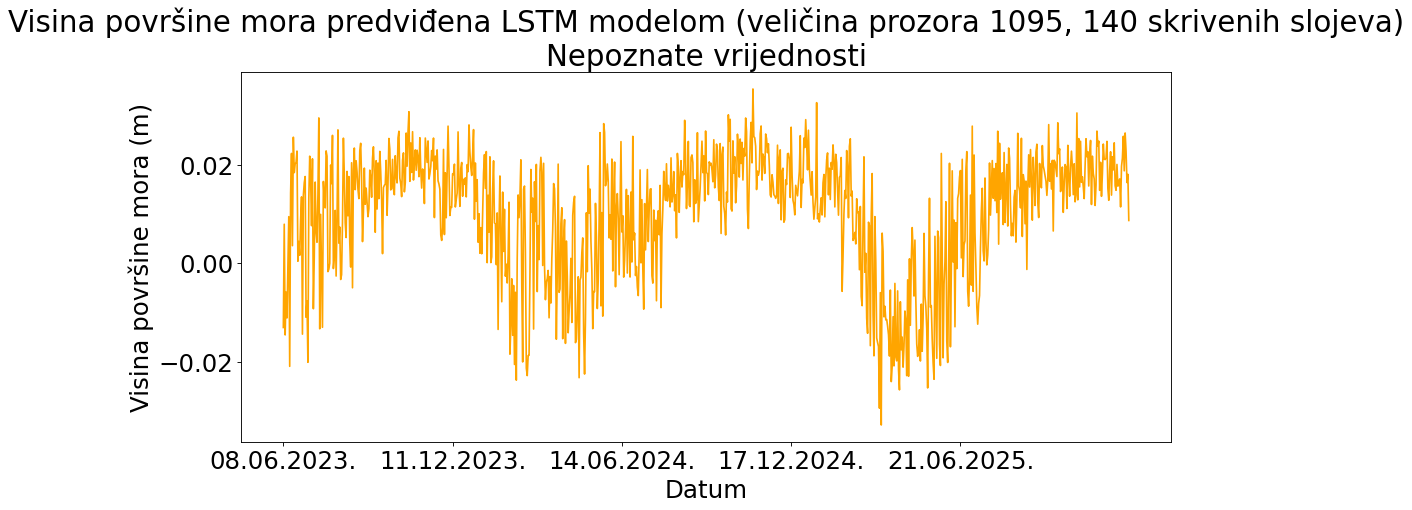 Visina površine mora predviđena LSTM modelom (veličina prozora 1095, 140 skrivenih slojeva)
Nepoznate vrijednosti
Visina površine mora (m)
0.02
0.00
−0.02
08.06.2023. 11.12.2023. 14.06.2024. 17.12.2024. 21.06.2025.
Datum